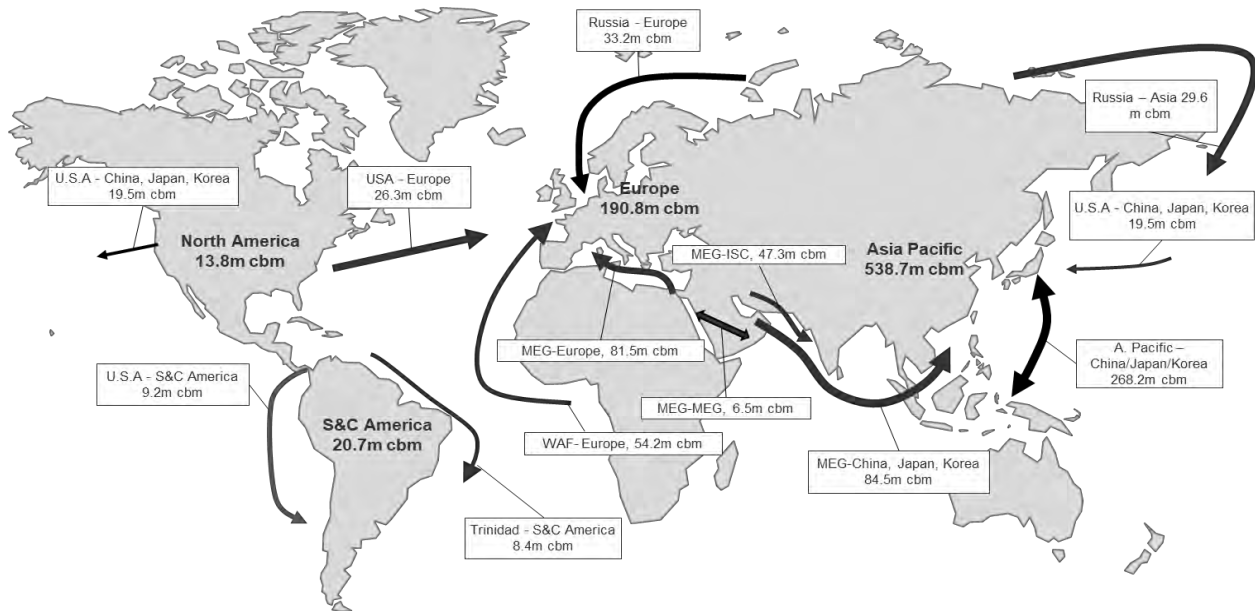 Russia - Europe
33.2m cbm
Russia – Asia 29.6
m cbm
U.S.A - China, Japan, Korea
19.5m cbm
USA - Europe
26.3m cbm
Europe
190.8m cbm
U.S.A - China, Japan, Korea
19.5m cbm
North America
13.8m cbm
MEG-ISC, 47.3m cbm
Asia Pacific
538.7m cbm
MEG-Europe, 81.5m cbm
A. Pacific –
China/Japan/Korea
268.2m cbm
U.S.A - S&C America
9.2m cbm
MEG-MEG, 6.5m cbm
S&C America
20.7m cbm
WAF-Europe, 54.2m cbm
MEG-China, Japan, Korea
84.5m cbm
Trinidad - S&C America
8.4m cbm